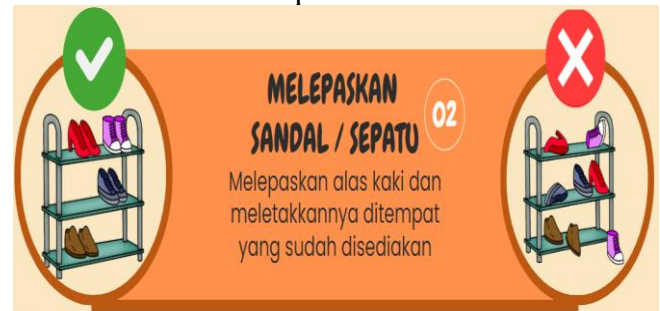 MELEPASKAN
SANDAL / SEPATU
02
Melepaskan alas kaki dan
meletakkannya ditempat
yang sudah disediakan